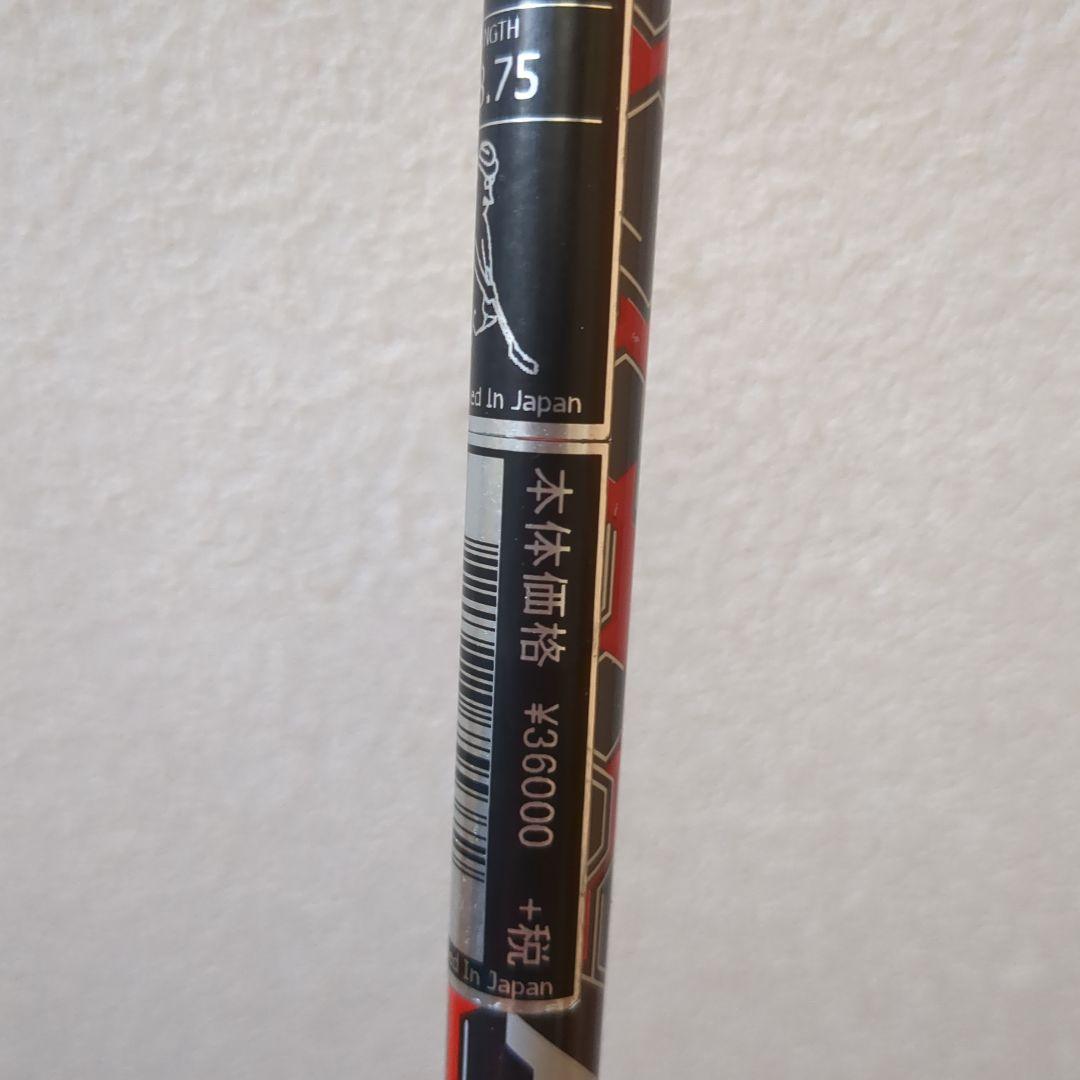 NGTH
.75
ed In Japan
本体価格 ¥36000 +税
ed In Japan